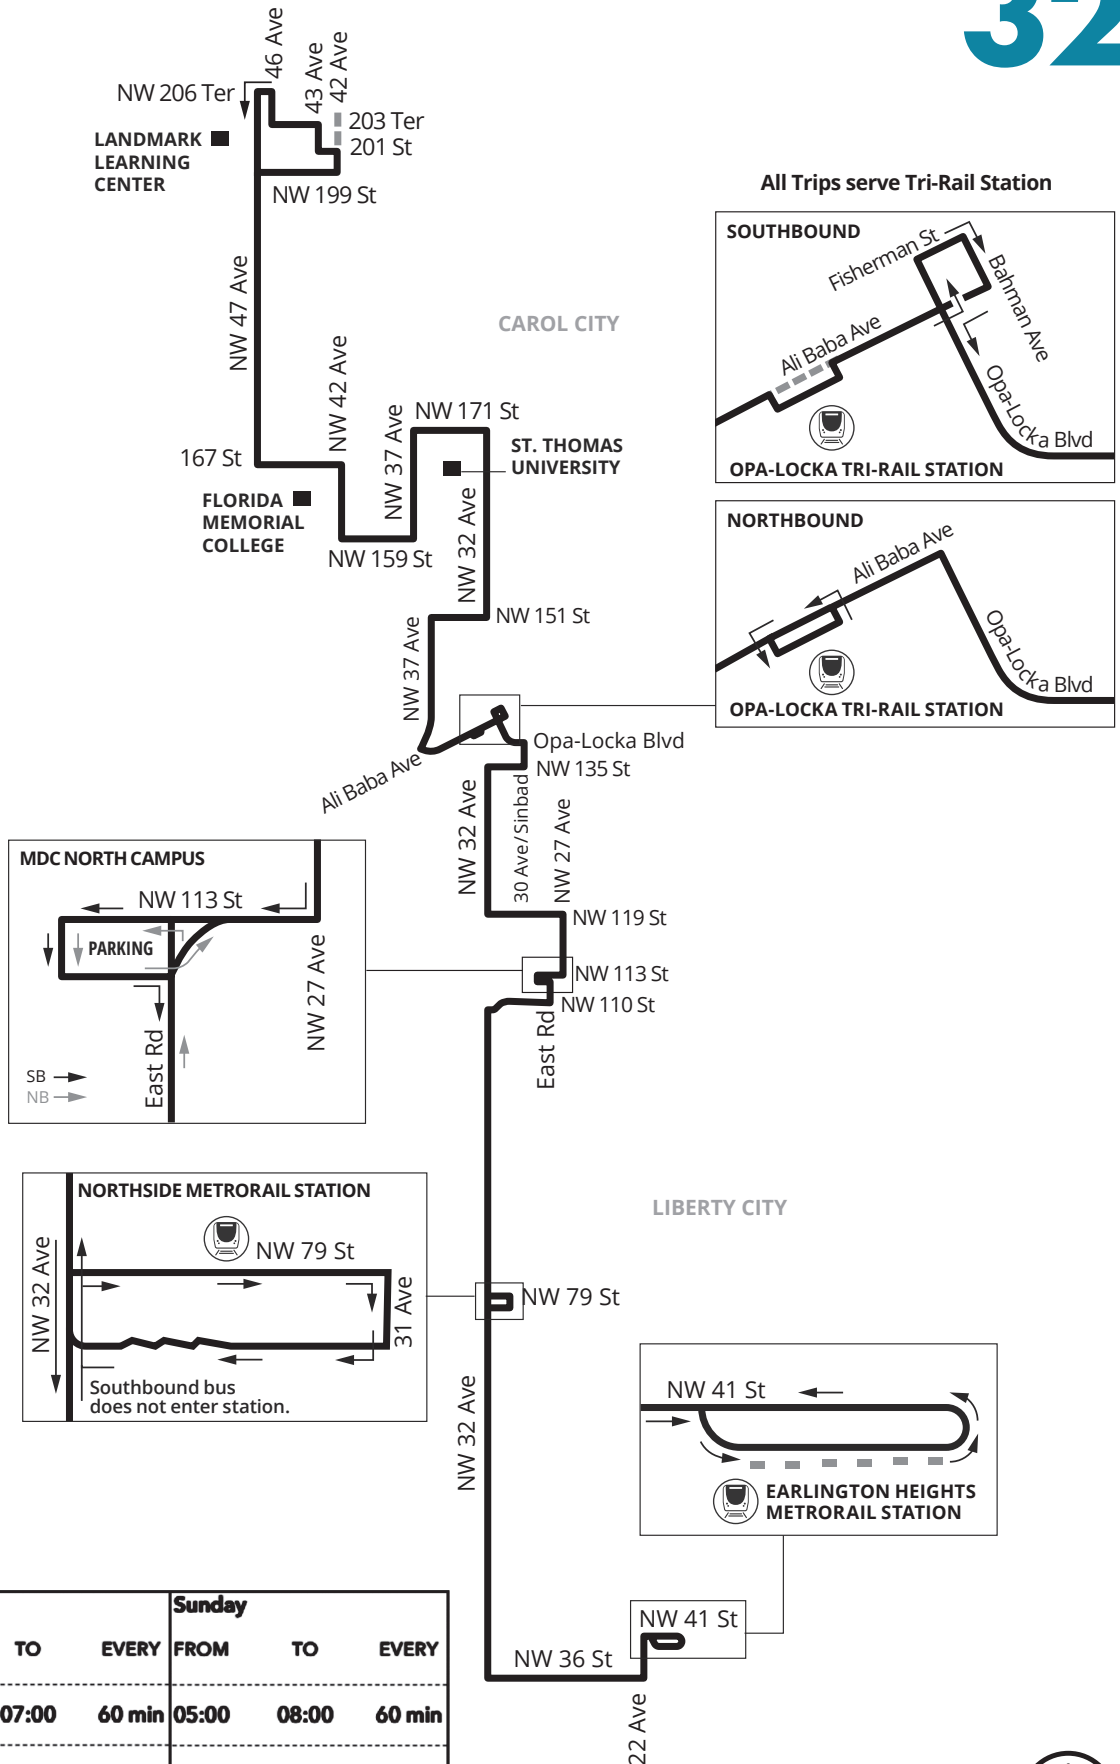 32
46 Ave
43 Ave
42 Ave
NW 206 Ter
203 Ter
201 St
LANDMARK
LEARNING
CENTER
NW 199 St
All Trips serve Tri-Rail Station
SOUTHBOUND
Fisherman St
Bahman Ave
Ali Baba Ave
Opa-Locka Blvd
OPA-LOCKA TRI-RAIL STATION
NW 47 Ave
CAROL CITY
NW 42 Ave
NW 37 Ave
NW 171 St
167 St
ST. THOMAS
UNIVERSITY
FLORIDA
MEMORIAL
COLLEGE
NW 32 Ave
NW 159 St
NORTHBOUND
Ali Baba Ave
Opa-Locka Blvd
OPA-LOCKA TRI-RAIL STATION
NW 151 St
NW 37 Ave
Opa-Locka Blvd
NW 135 St
Ali Baba Ave
NW 32 Ave
30 Ave/Sinbad
NW 27 Ave
NW 119 St
MDC NORTH CAMPUS
NW 113 St
PARKING
NW 27 Ave
East Rd
SB
NB
NW 113 St
NW 110 St
East Rd
NORTHSIDE METRORAIL STATION
NW 79 St
NW 32 Ave
31 Ave
Southbound bus
does not enter station.
LIBERTY CITY
NW 79 St
NW 32 Ave
NW 41 St
EARLINGTON HEIGHTS
METRORAIL STATION
NW 41 St
NW 36 St
22 Ave
Sunday
TO EVERY FROM TO EVERY
07:00 60 min 05:00 08:00 60 min